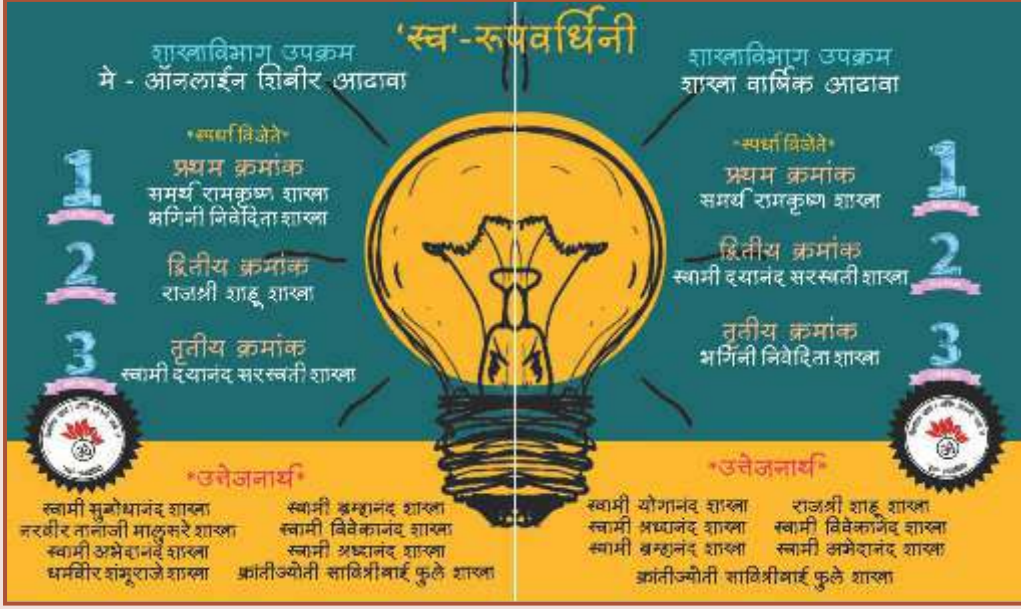 'स्व'-रूपवर्धिनी
शाखाविभाग उपक्रम
मे - ऑनलाईन शिबीर आढावा
*स्पर्धा विजेते*
1
प्रथम क्रमांक
समर्थ रामकृष्ण शाखा
भगिनी निवेदिता शाखा
2
द्वितीय क्रमांक
राजश्री शाहू शाखा
3
तृतीय क्रमांक
स्वामी दयानंद सरस्वती शाखा
*उत्तेजनार्थ*
स्वामी सुबोधानंद शाखा
नरवीर तानाजी मालुसरे शाखा
स्वामी अभेदानंद शाखा
धर्मवीर शंभूराजे शाखा
स्वामी ब्रम्हानंद शाखा
स्वामी विवेकानंद शाखा
स्वामी श्रध्दानंद शाखा
क्रांतीज्योती सावित्रीबाई फुले शाखा
शाखाविभाग उपक्रम
शाखा वार्षिक आढावा
*स्पर्धा विजेते*
1
प्रथम क्रमांक
समर्थ रामकृष्ण शाखा
2
द्वितीय क्रमांक
स्वामी दयानंद सरस्वती शाखा
3
तृतीय क्रमांक
भगिनी निवेदिता शाखा
*उत्तेजनार्थ*
स्वामी योगानंद शाखा
स्वामी श्रध्दानंद शाखा
स्वामी ब्रम्हानंद शाखा
राजश्री शाहू शाखा
स्वामी विवेकानंद शाखा
स्वामी अभेदानंद शाखा
क्रांतीज्योती सावित्रीबाई फुले शाखा